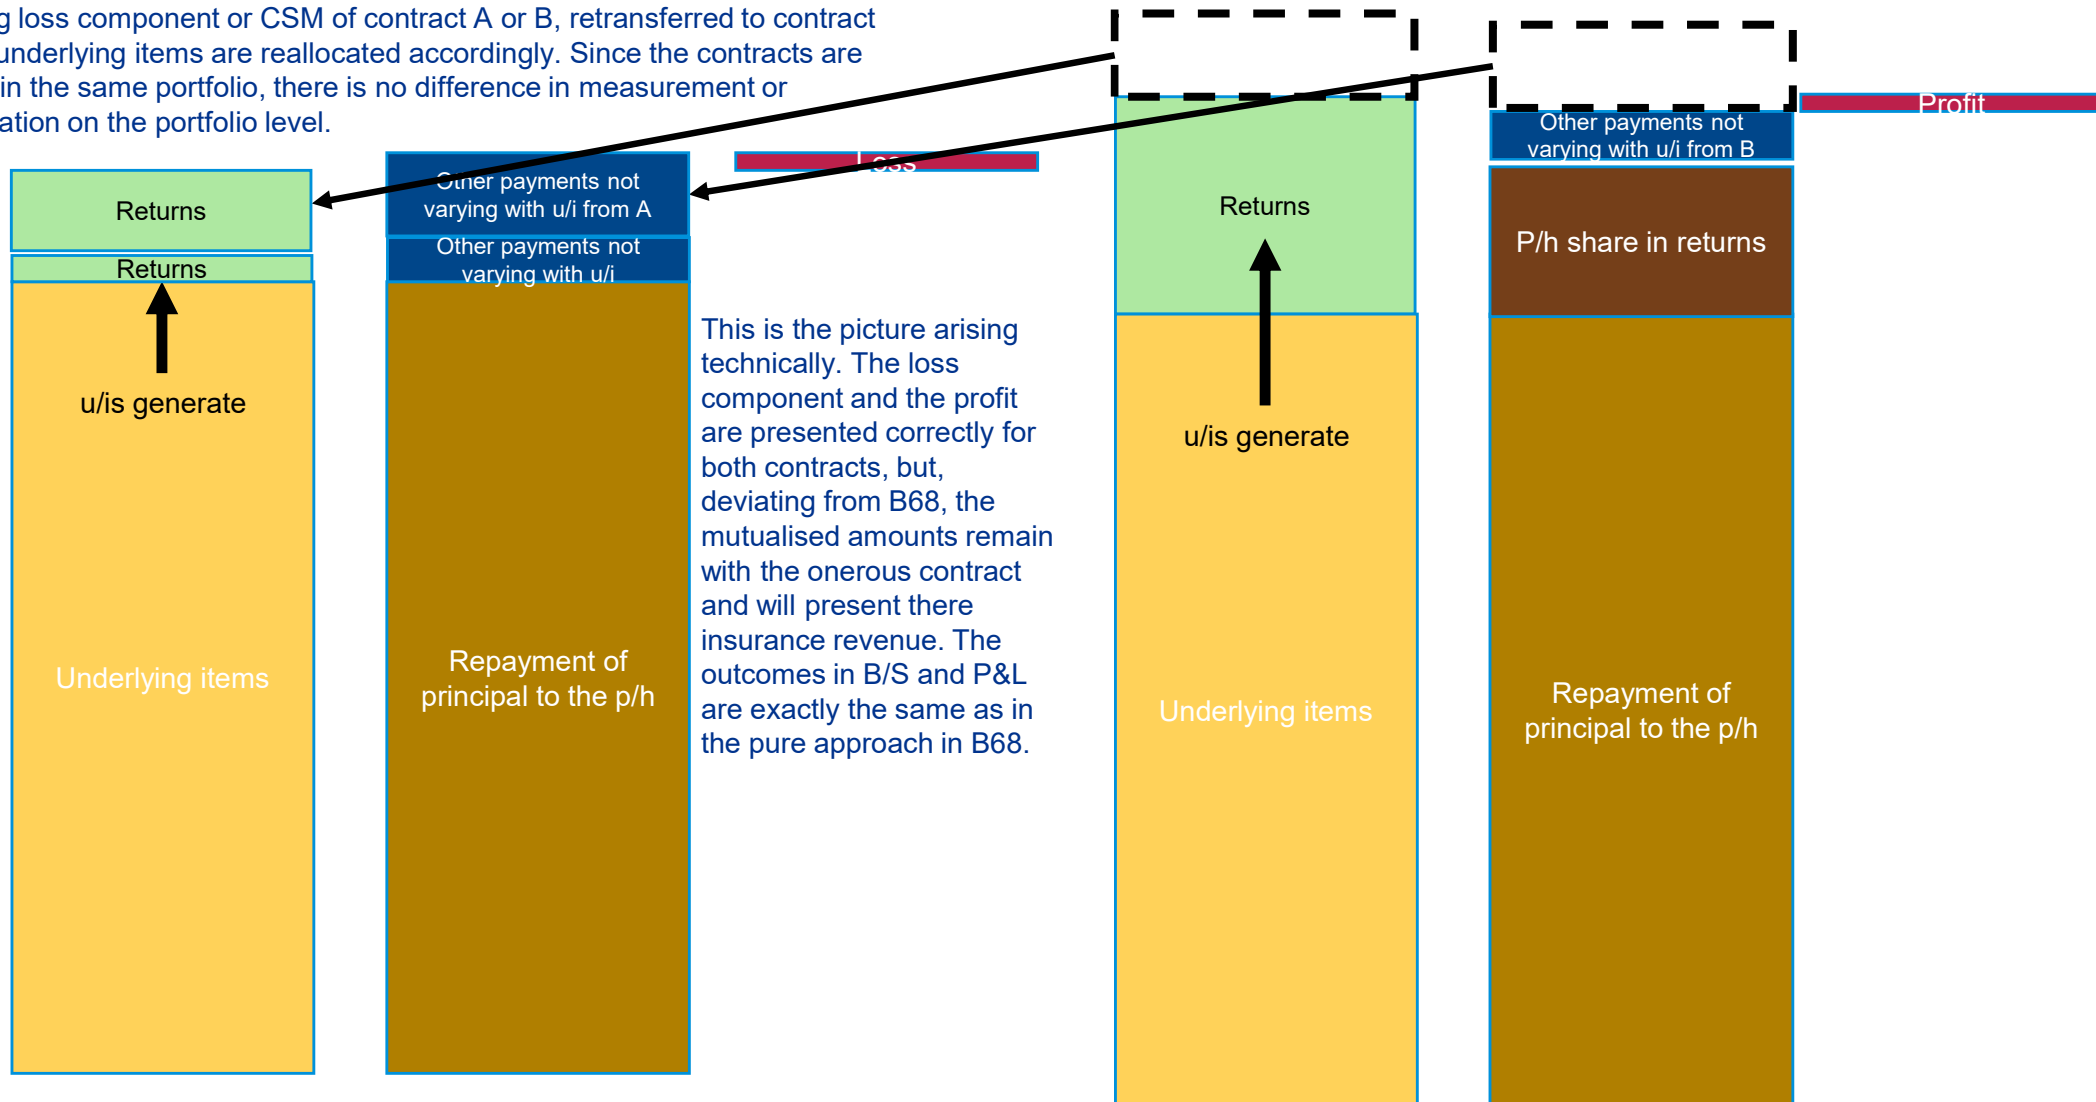 loss component or CSM of contract A or B, retransferred to contract
underlying items are reallocated accordingly. Since the contracts are
in the same portfolio, there is no difference in measurement or
on the portfolio level.
Returns
Returns
u/is generate
Underlying items
Other payments not
varying with u/i from A
Other payments not
varying with u/i
Repayment of
principal to the p/h
Loss
This is the picture arising
technically. The loss
component and the profit
are presented correctly for
both contracts, but,
deviating from B68, the
mutualised amounts remain
with the onerous contract
and will present there
insurance revenue. The
outcomes in B/S and P&L
are exactly the same as in
the pure approach in B68.
Returns
u/is generate
Underlying items
Other payments not
varying with u/i from B
P/h share in returns
Repayment of
principal to the p/h
Profit